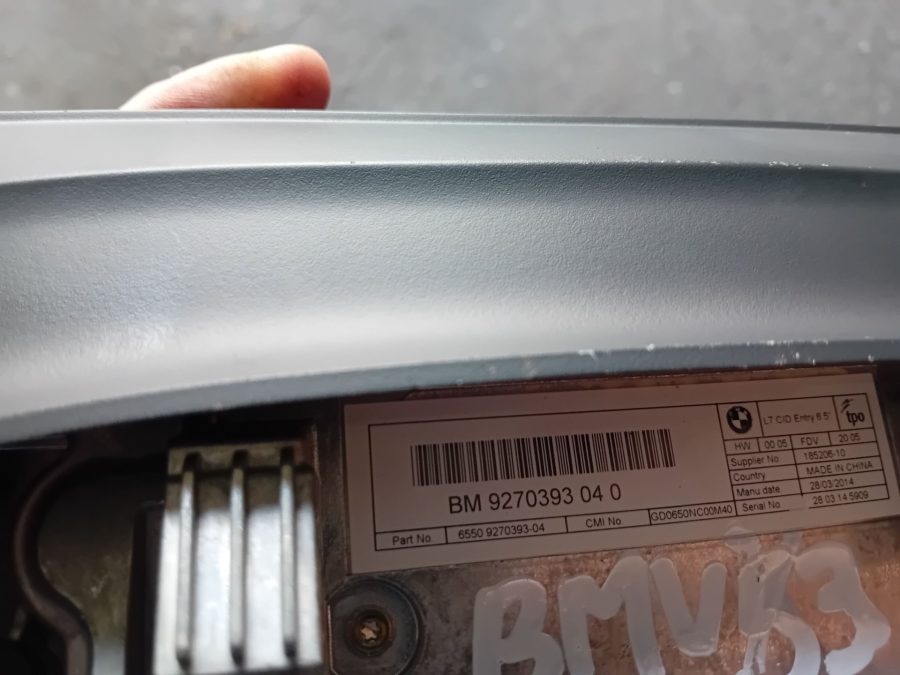 BM 9270393 04 0
Part No. 6550 9270393-04 CMI No. GD0650NC00M40
L7 CID Entry 6.5" tpo
HW 00 05 FDV 20 05
Supplier No 185206-10
Country MADE IN CHINA
Manu date 28/03/2014
Serial No. 28 03 14 5909